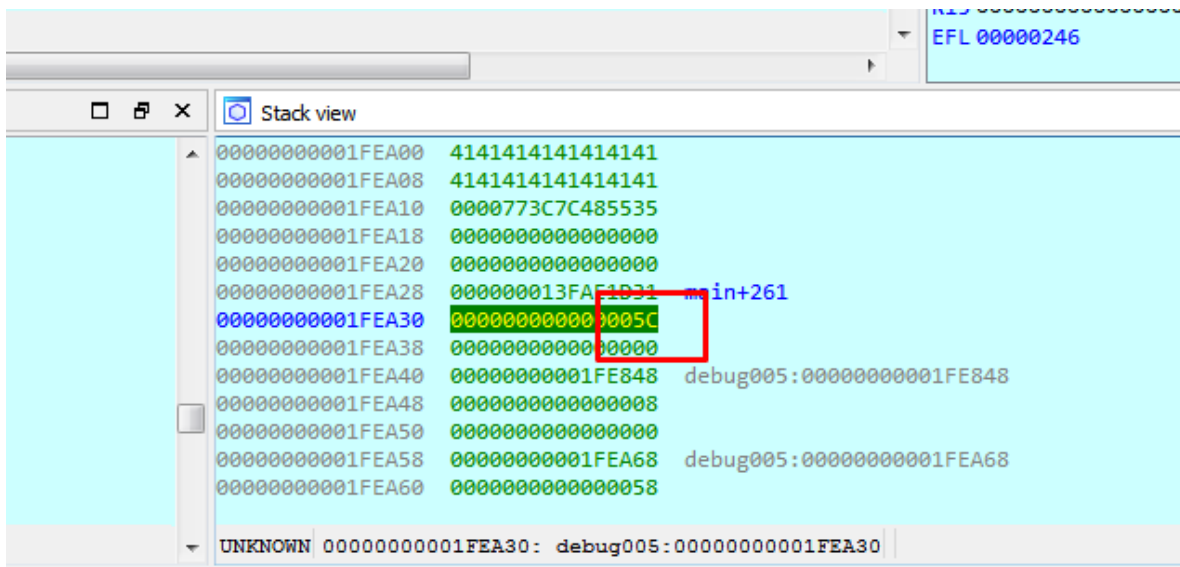 EFL 00000246
Stack view
00000000001FEA00 4141414141414141
00000000001FEA08 4141414141414141
00000000001FEA10 0000773C7C485535
00000000001FEA18 0000000000000000
00000000001FEA20 0000000000000000
00000000001FEA28 000000013FAE1D31 main+261
00000000001FEA30 000000000000005C
00000000001FEA38 0000000000000000
00000000001FEA40 00000000001FE848 debug005:00000000001FE848
00000000001FEA48 0000000000000008
00000000001FEA50 0000000000000000
00000000001FEA58 00000000001FEA68 debug005:00000000001FEA68
00000000001FEA60 0000000000000058
UNKNOWN 00000000001FEA30: debug005:00000000001FEA30